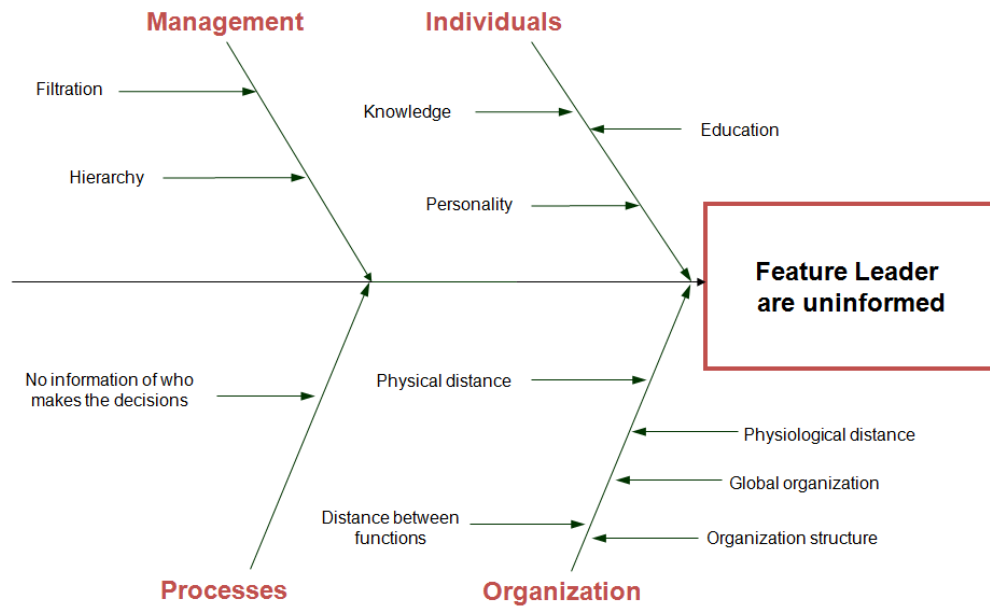 Management
Individuals
Filtration
Knowledge
Education
Hierarchy
Personality
Feature Leader
are uninformed
No information of who
makes the decisions
Physical distance
Physiological distance
Global organization
Distance between
functions
Organization structure
Processes
Organization